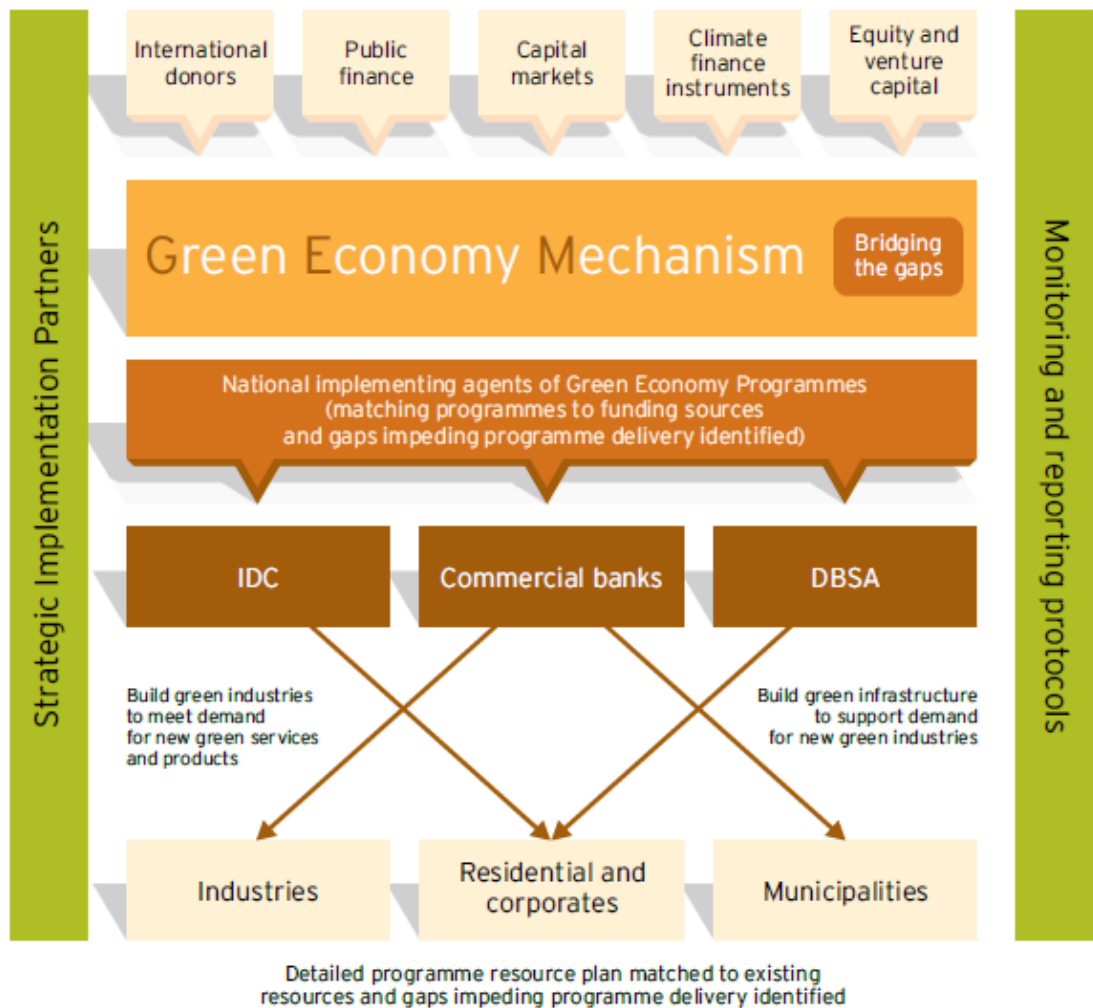 International
donors
Public
finance
Capital
markets
Climate
finance
instruments
Equity and
venture
capital
Strategic Implementation Partners
Green Economy Mechanism
Bridging
the gaps
Monitoring and reporting protocols
National implementing agents of Green Economy Programmes
(matching programmes to funding sources
and gaps impeding programme delivery identified)
IDC
Commercial banks
DBSA
Build green industries
to meet demand
for new green services
and products
Build green infrastructure
to support demand
for new green industries
Industries
Residential and
corporates
Municipalities
Detailed programme resource plan matched to existing
resources and gaps impeding programme delivery identified